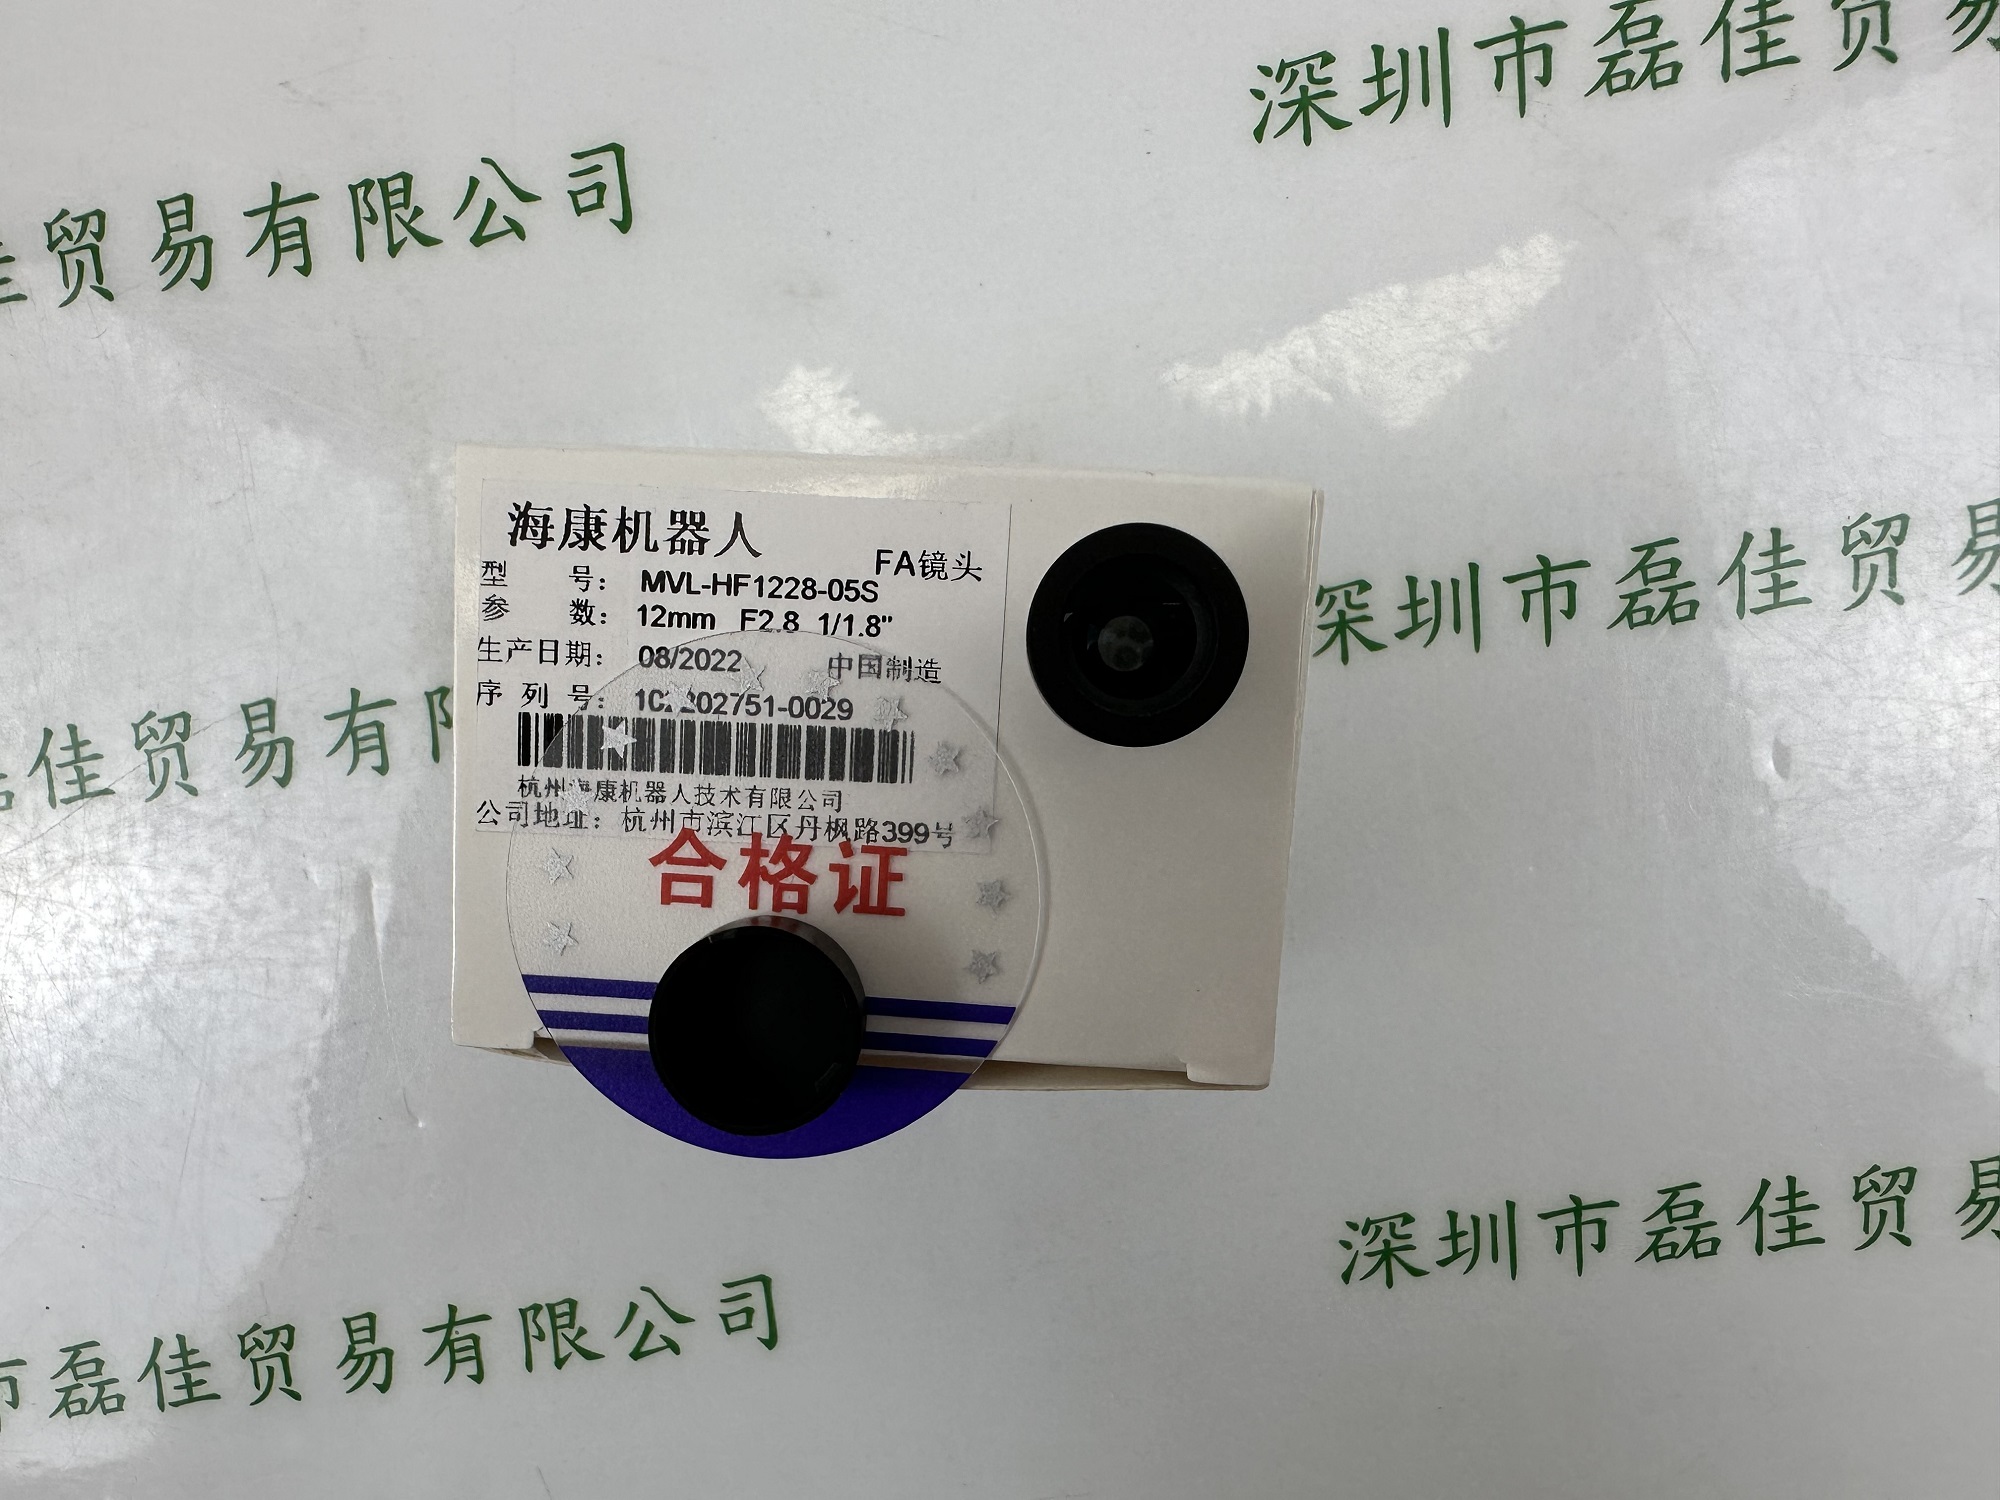 深圳市磊佳贸易
佳贸易有限公司
海康机器人
FA镜头
型 号： MVL-HF1228-05S
参 数： 12mm F2.8 1/1.8"
生产日期： 08/2022 中国制造
序 列 号： 202751-0029
杭州海康机器人技术有限公司
公司地址： 杭州市滨江区丹枫路399号
合格证
深圳市磊佳贸易
磊佳贸易有限
深圳市磊佳贸易
市磊佳贸易有限公司